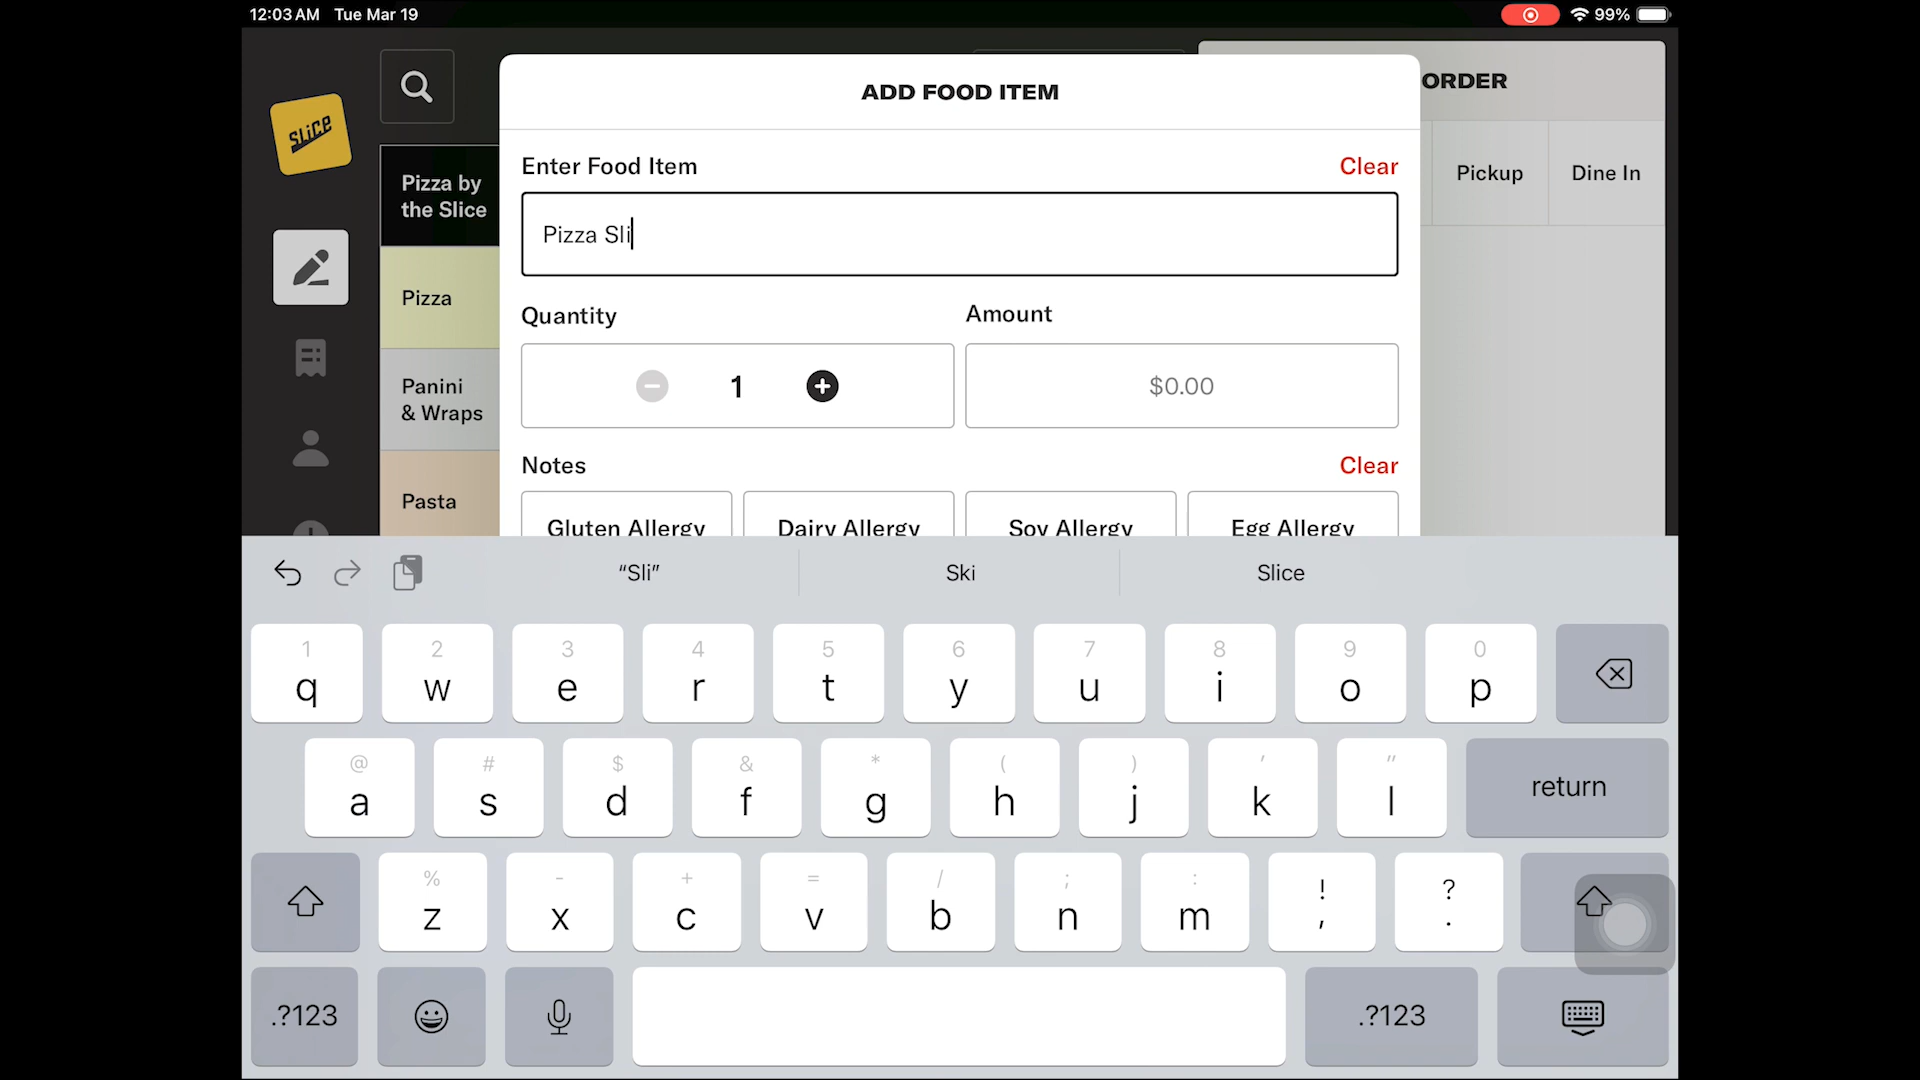 12:03 AM Tue Mar 19
99%
SLICE
ADD FOOD ITEM
ORDER
Enter Food Item
Clear
Pizza Sli
Pickup
Dine In
Pizza by
the Slice
Pizza
Panini
& Wraps
Pasta
Quantity
Amount
1
$0.00
Notes
Clear
Gluten Allergy
Dairy Allergy
Soy Allergy
Egg Allergy
“Sli”
Ski
Slice
1 2 3 4 5 6 7 8 9 0
q w e r t y u i o p
@ # $ & * ( ) ' "
a s d f g h j k l
return
% - + = / ; : ! ?
z x c v b n m , .
.?123
.?123